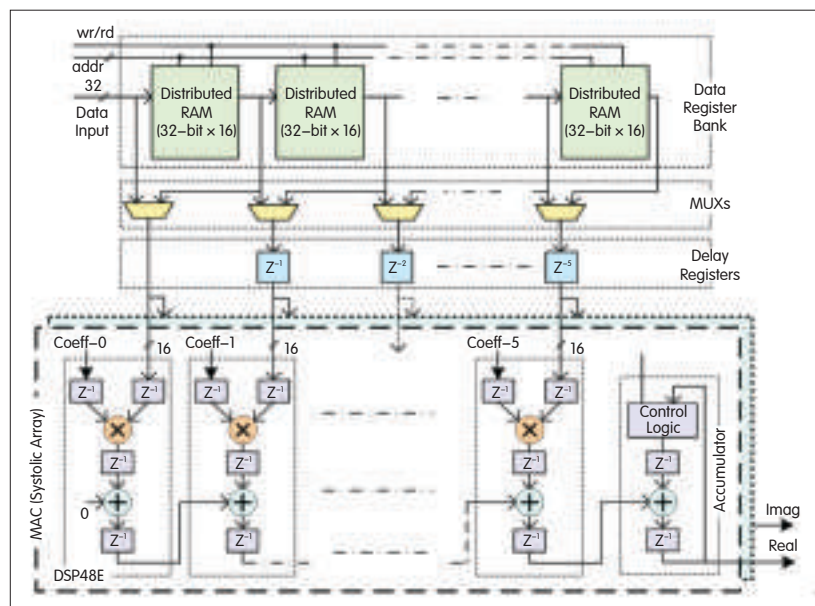 wr/rd
addr
32
Data
Input
Distributed
RAM
(32–bit × 16)
Distributed
RAM
(32–bit × 16)
Distributed
RAM
(32–bit × 16)
Data
Register
Bank
MUXs
Z⁻¹
Z⁻²
Z⁻⁵
Delay
Registers
MAC (Systolic Array)
Coeff–0
16
Coeff–1
16
Coeff–5
16
Z⁻¹
Z⁻¹
Z⁻¹
Z⁻¹
Z⁻¹
Z⁻¹
Control
Logic
Accumulator
Z⁻¹
Z⁻¹
Z⁻¹
Z⁻¹
0
Z⁻¹
Z⁻¹
Z⁻¹
Z⁻¹
DSP48E
Imag
Real